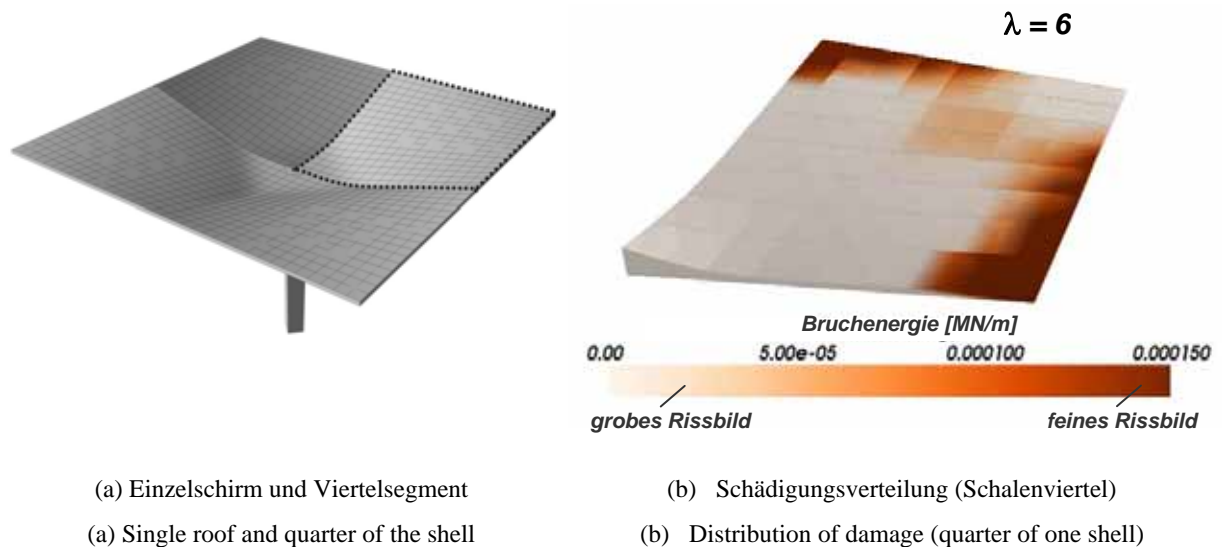 λ = 6
Bruchenergie [MN/m]
0.00 5.00e-05 0.000100 0.000150
grobes Rissbild feines Rissbild
(a) Einzelschirm und Viertelsegment
(a) Single roof and quarter of the shell
(b) Schädigungsverteilung (Schalenviertel)
(b) Distribution of damage (quarter of one shell)